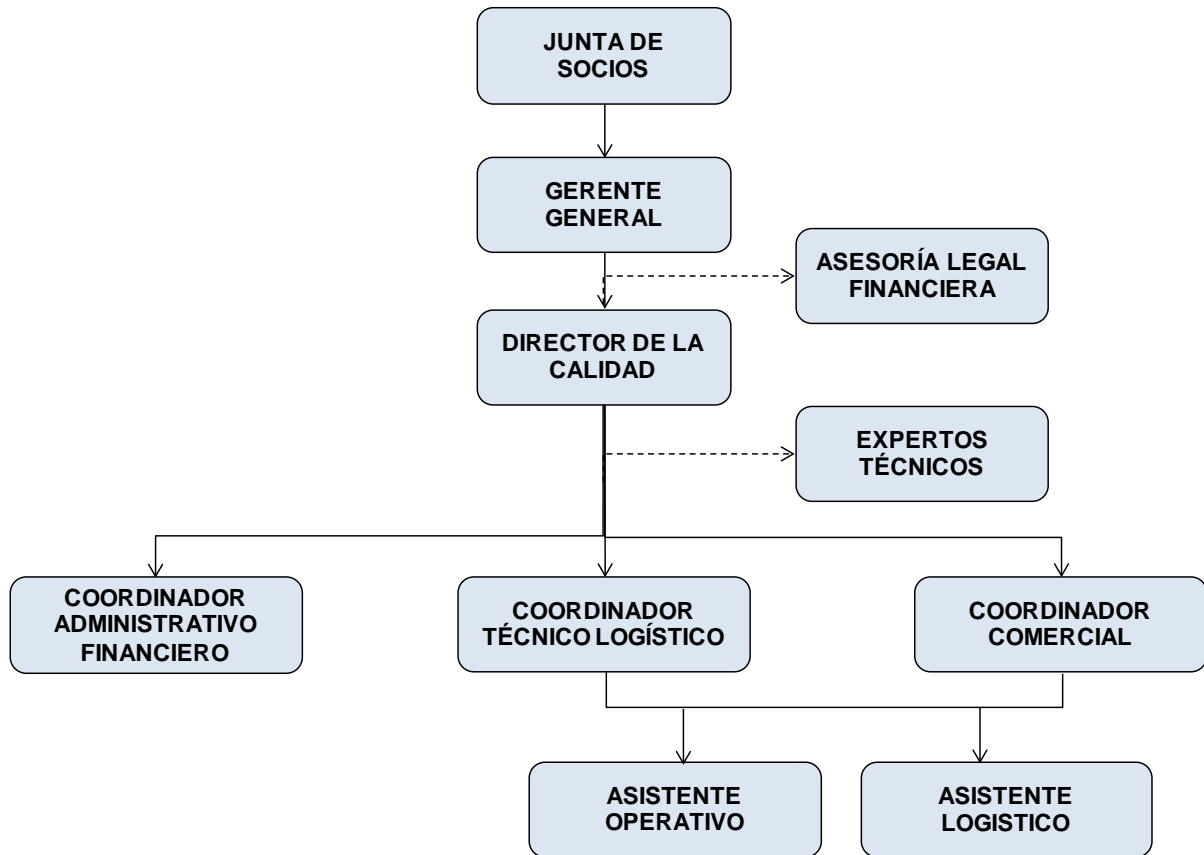 JUNTA DE
SOCIOS
GERENTE
GENERAL
ASESORÍA LEGAL
FINANCIERA
DIRECTOR DE LA
CALIDAD
EXPERTOS
TÉCNICOS
COORDINADOR
ADMINISTRATIVO
FINANCIERO
COORDINADOR
TÉCNICO LOGÍSTICO
COORDINADOR
COMERCIAL
ASISTENTE
OPERATIVO
ASISTENTE
LOGISTICO